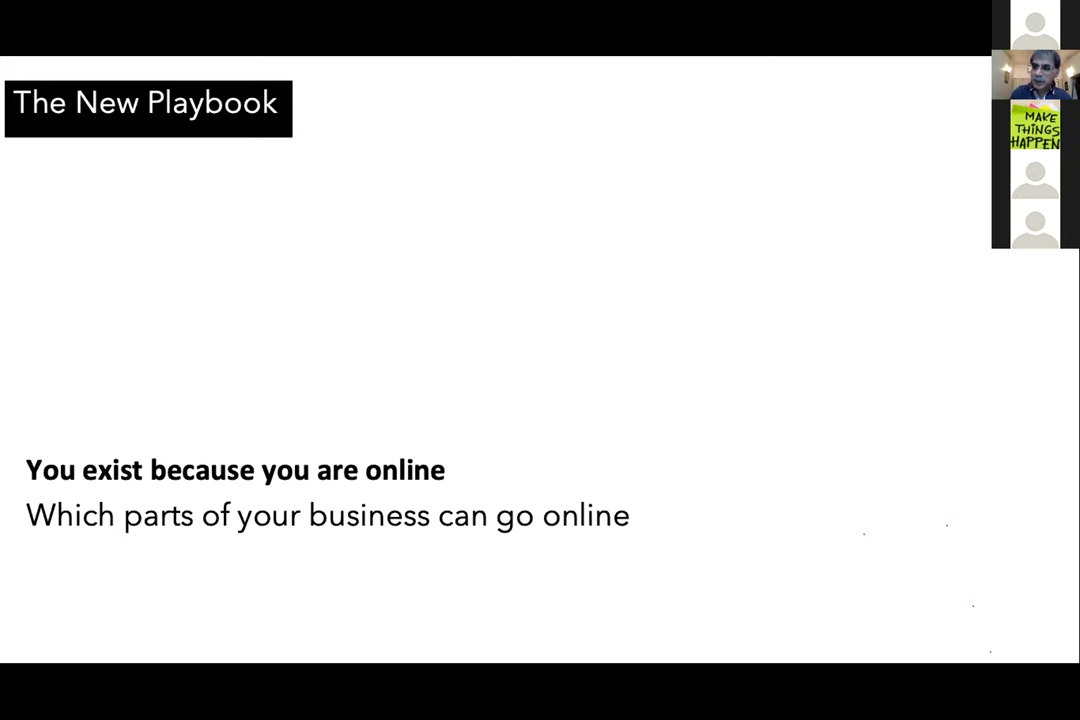 The New Playbook
MAKE
THINGS
HAPPEN
You exist because you are online
Which parts of your business can go online